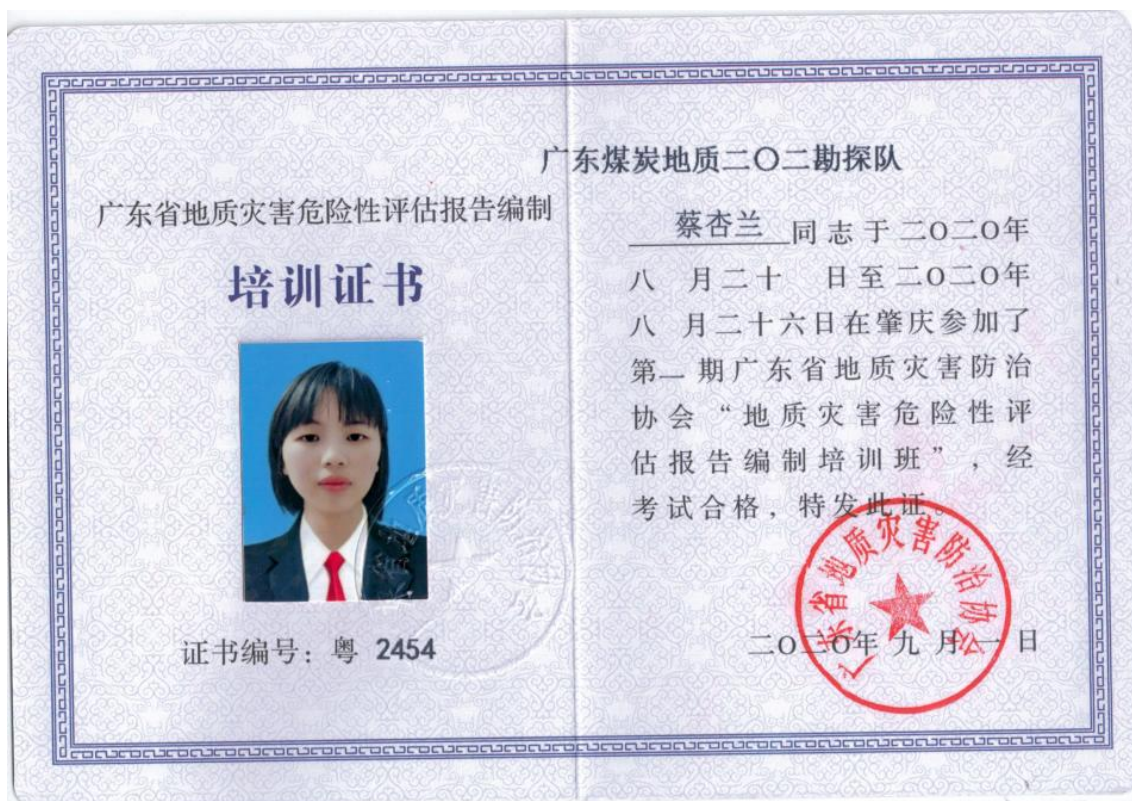 广东省地质灾害危险性评估报告编制
培训证书
证书编号：粤 2454
广东煤炭地质二〇二勘探队
蔡杏兰 同志于二〇二〇年
八 月二十 日至二〇二〇年
八 月二十六日在肇庆参加了
第二期广东省地质灾害防治
协会“地质灾害危险性评
估报告编制培训班”，经
考试合格，特发此证。
广东省地质灾害防治协会
二〇二〇年 九 月 一 日